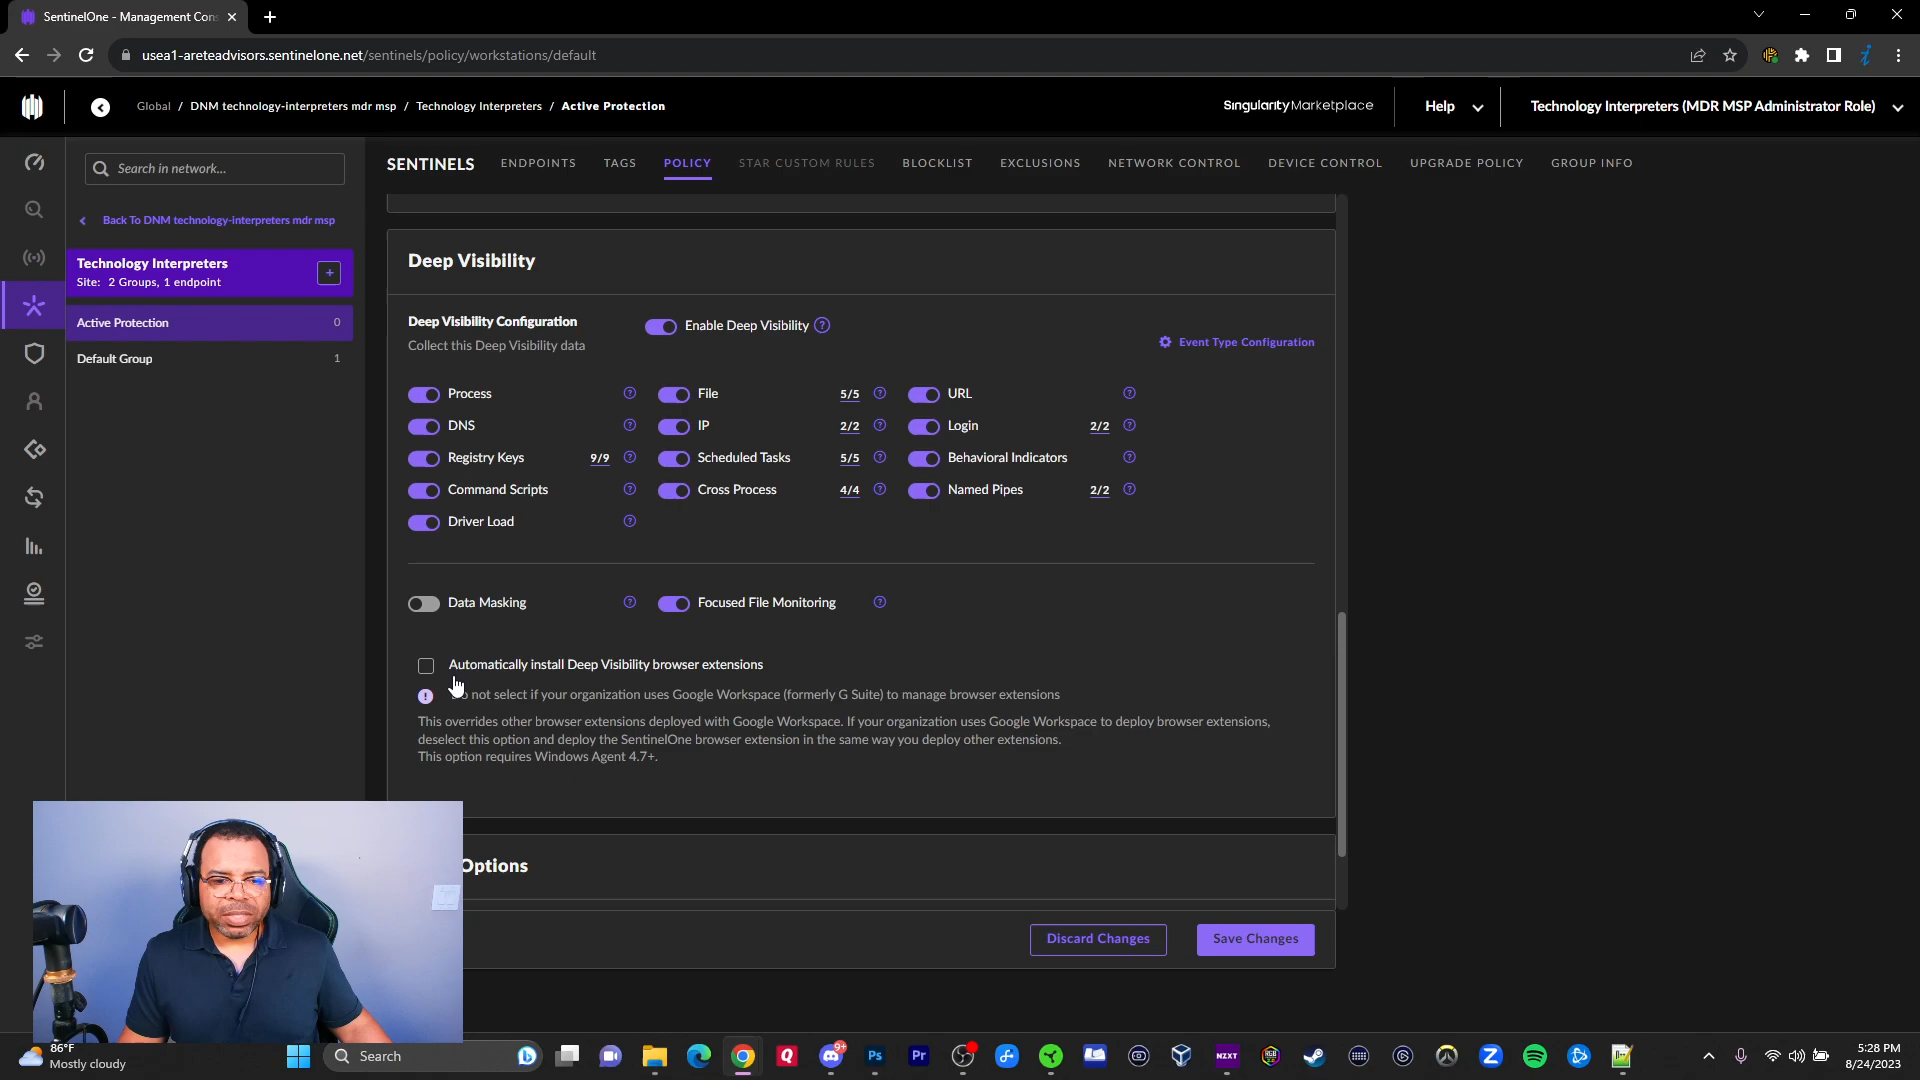 SentinelOne - Management Con
usea1-areteadvisors.sentinelone.net/sentinels/policy/workstations/default
Global / DNM technology-interpreters mdr msp / Technology Interpreters / Active Protection
Singularity Marketplace
Help
Technology Interpreters (MDR MSP Administrator Role)
Search in network...
Back To DNM technology-interpreters mdr msp
Technology Interpreters
Site: 2 Groups, 1 endpoint
+
Active Protection 0
Default Group 1
SENTINELS ENDPOINTS TAGS POLICY STAR CUSTOM RULES BLOCKLIST EXCLUSIONS NETWORK CONTROL DEVICE CONTROL UPGRADE POLICY GROUP INFO
Deep Visibility
Deep Visibility Configuration
Collect this Deep Visibility data
Enable Deep Visibility ?
Event Type Configuration
Process ? File 5/5 ? URL ?
DNS ? IP 2/2 ? Login 2/2 ?
Registry Keys 9/9 ? Scheduled Tasks 5/5 ? Behavioral Indicators ?
Command Scripts ? Cross Process 4/4 ? Named Pipes 2/2 ?
Driver Load ?
Data Masking ? Focused File Monitoring ?
Automatically install Deep Visibility browser extensions
! not select if your organization uses Google Workspace (formerly G Suite) to manage browser extensions
This overrides other browser extensions deployed with Google Workspace. If your organization uses Google Workspace to deploy browser extensions,
deselect this option and deploy the SentinelOne browser extension in the same way you deploy other extensions.
This option requires Windows Agent 4.7+.
Options
Discard Changes
Save Changes
86°F
Mostly cloudy
Search
Q
9+
Ps
Pr
NZXT
RGB
Z
5:28 PM
8/24/2023